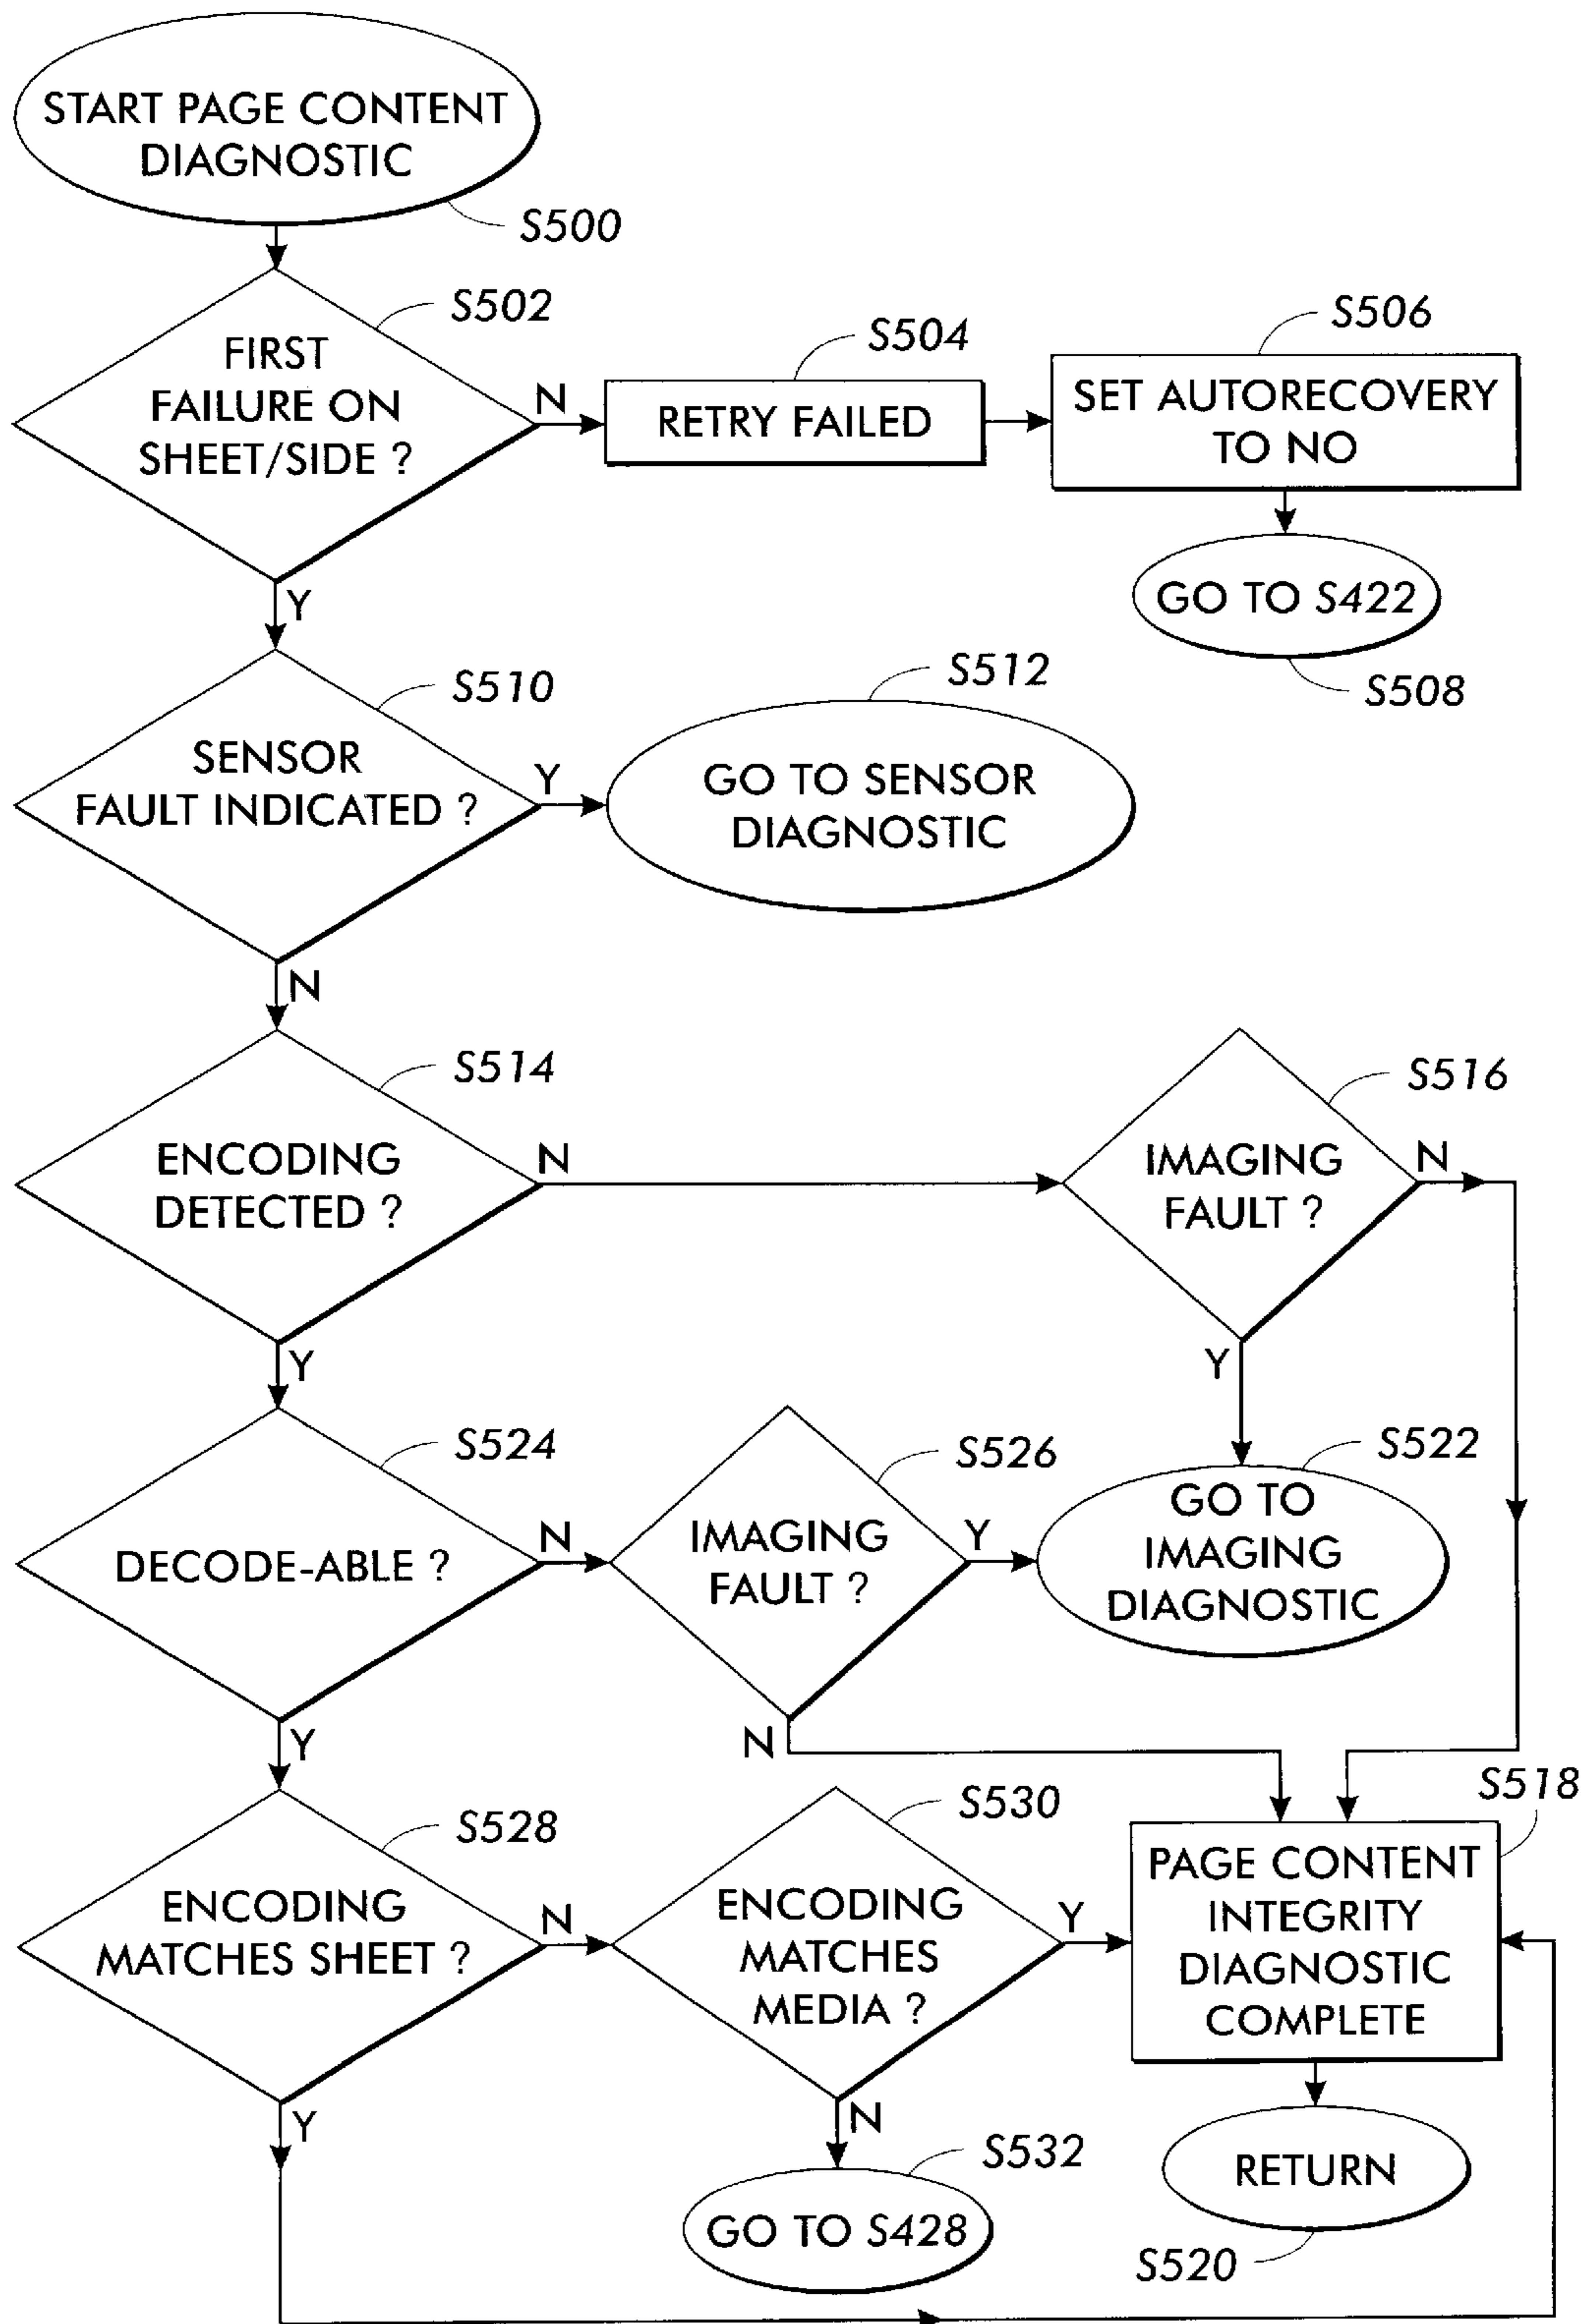 START PAGE CONTENT
DIAGNOSTIC
S500
FIRST
FAILURE ON
SHEET/SIDE ?
S502
N
Y
RETRY FAILED
S504
SET AUTORECOVERY
TO NO
S506
GO TO S422
S508
SENSOR
FAULT INDICATED ?
S510
Y
N
GO TO SENSOR
DIAGNOSTIC
S512
ENCODING
DETECTED ?
S514
N
Y
IMAGING
FAULT ?
S516
N
Y
DECODE-ABLE ?
S524
N
Y
IMAGING
FAULT ?
S526
Y
N
GO TO
IMAGING
DIAGNOSTIC
S522
ENCODING
MATCHES SHEET ?
S528
N
Y
ENCODING
MATCHES
MEDIA ?
S530
Y
N
PAGE CONTENT
INTEGRITY
DIAGNOSTIC
COMPLETE
S518
GO TO S428
S532
RETURN
S520